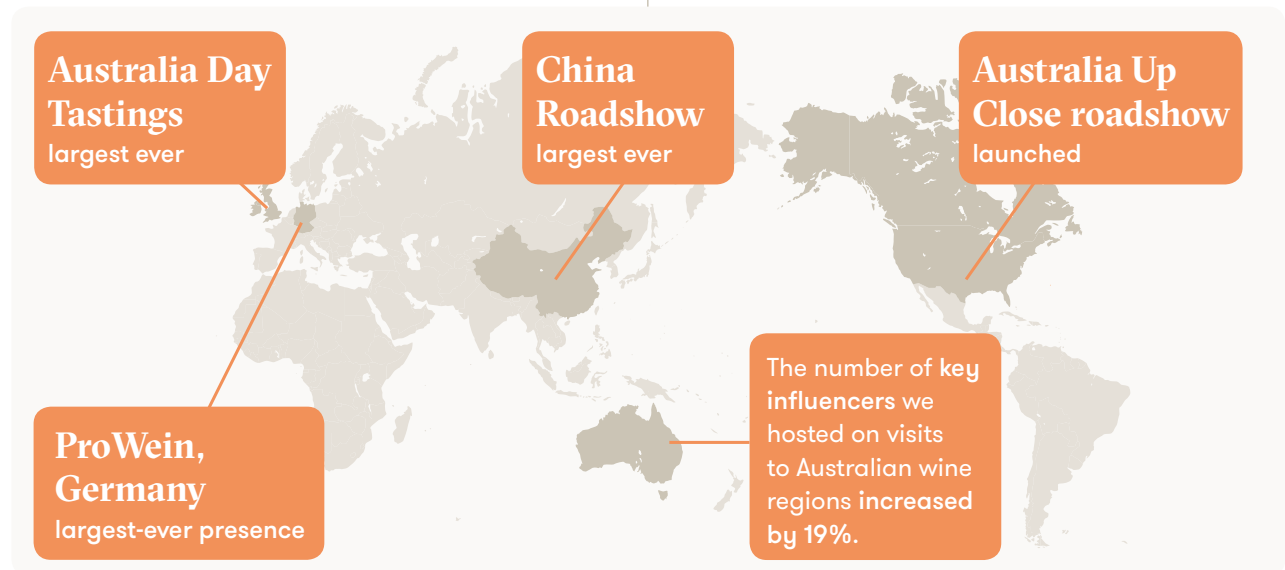 Australia Day
Tastings
largest ever
China
Roadshow
largest ever
Australia Up
Close roadshow
launched
ProWein,
Germany
largest-ever presence
The number of key
influencers we
hosted on visits
to Australian wine
regions increased
by 19%.